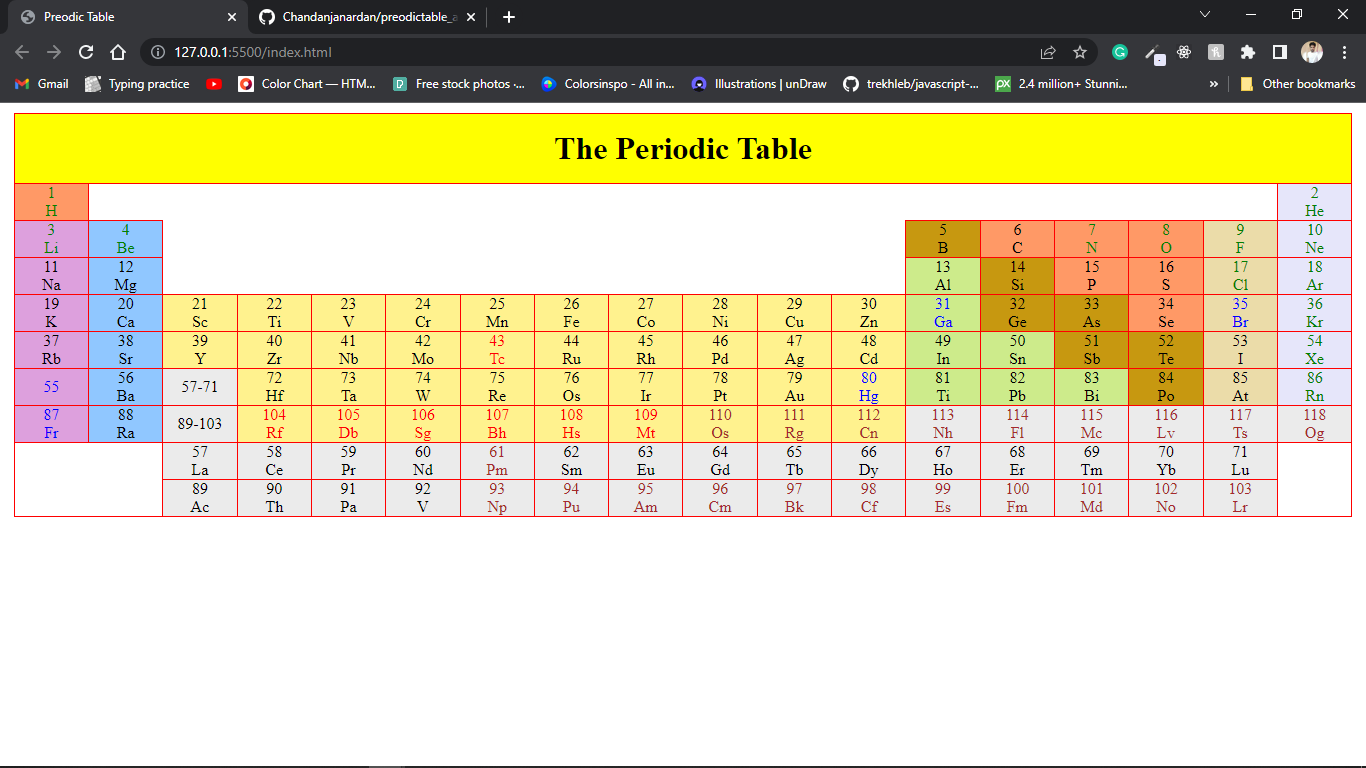 Preodic Table
Chandanjanardan/preodictable_a
127.0.0.1:5500/index.html
Gmail Typing practice Color Chart — HTM... Free stock photos ·... Colorsinspo - All in... Illustrations | unDraw trekhleb/javascript-... px 2.4 million+ Stunni... » Other bookmarks
The Periodic Table
1 2
H He
3 4 5 6 7 8 9 10
Li Be B C N O F Ne
11 12 13 14 15 16 17 18
Na Mg Al Si P S Cl Ar
19 20 21 22 23 24 25 26 27 28 29 30 31 32 33 34 35 36
K Ca Sc Ti V Cr Mn Fe Co Ni Cu Zn Ga Ge As Se Br Kr
37 38 39 40 41 42 43 44 45 46 47 48 49 50 51 52 53 54
Rb Sr Y Zr Nb Mo Tc Ru Rh Pd Ag Cd In Sn Sb Te I Xe
55 56 57-71 72 73 74 75 76 77 78 79 80 81 82 83 84 85 86
Ba Hf Ta W Re Os Ir Pt Au Hg Ti Pb Bi Po At Rn
87 88 89-103 104 105 106 107 108 109 110 111 112 113 114 115 116 117 118
Fr Ra Rf Db Sg Bh Hs Mt Os Rg Cn Nh Fl Mc Lv Ts Og
57 58 59 60 61 62 63 64 65 66 67 68 69 70 71
La Ce Pr Nd Pm Sm Eu Gd Tb Dy Ho Er Tm Yb Lu
89 90 91 92 93 94 95 96 97 98 99 100 101 102 103
Ac Th Pa V Np Pu Am Cm Bk Cf Es Fm Md No Lr